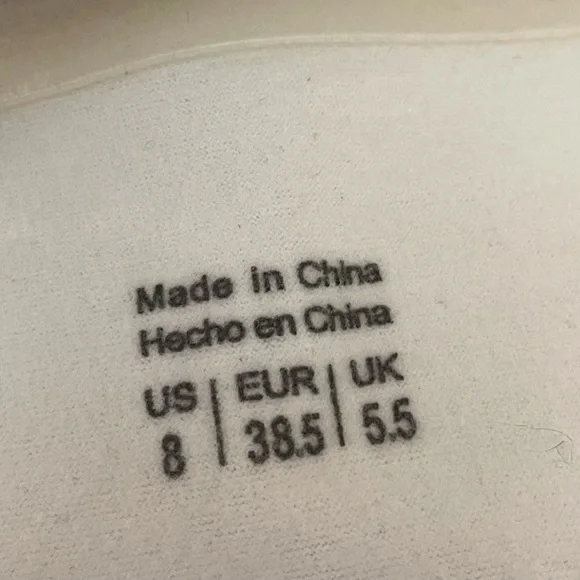 Made in China
Hecho en China
US | EUR | UK
8 | 38.5 | 5.5